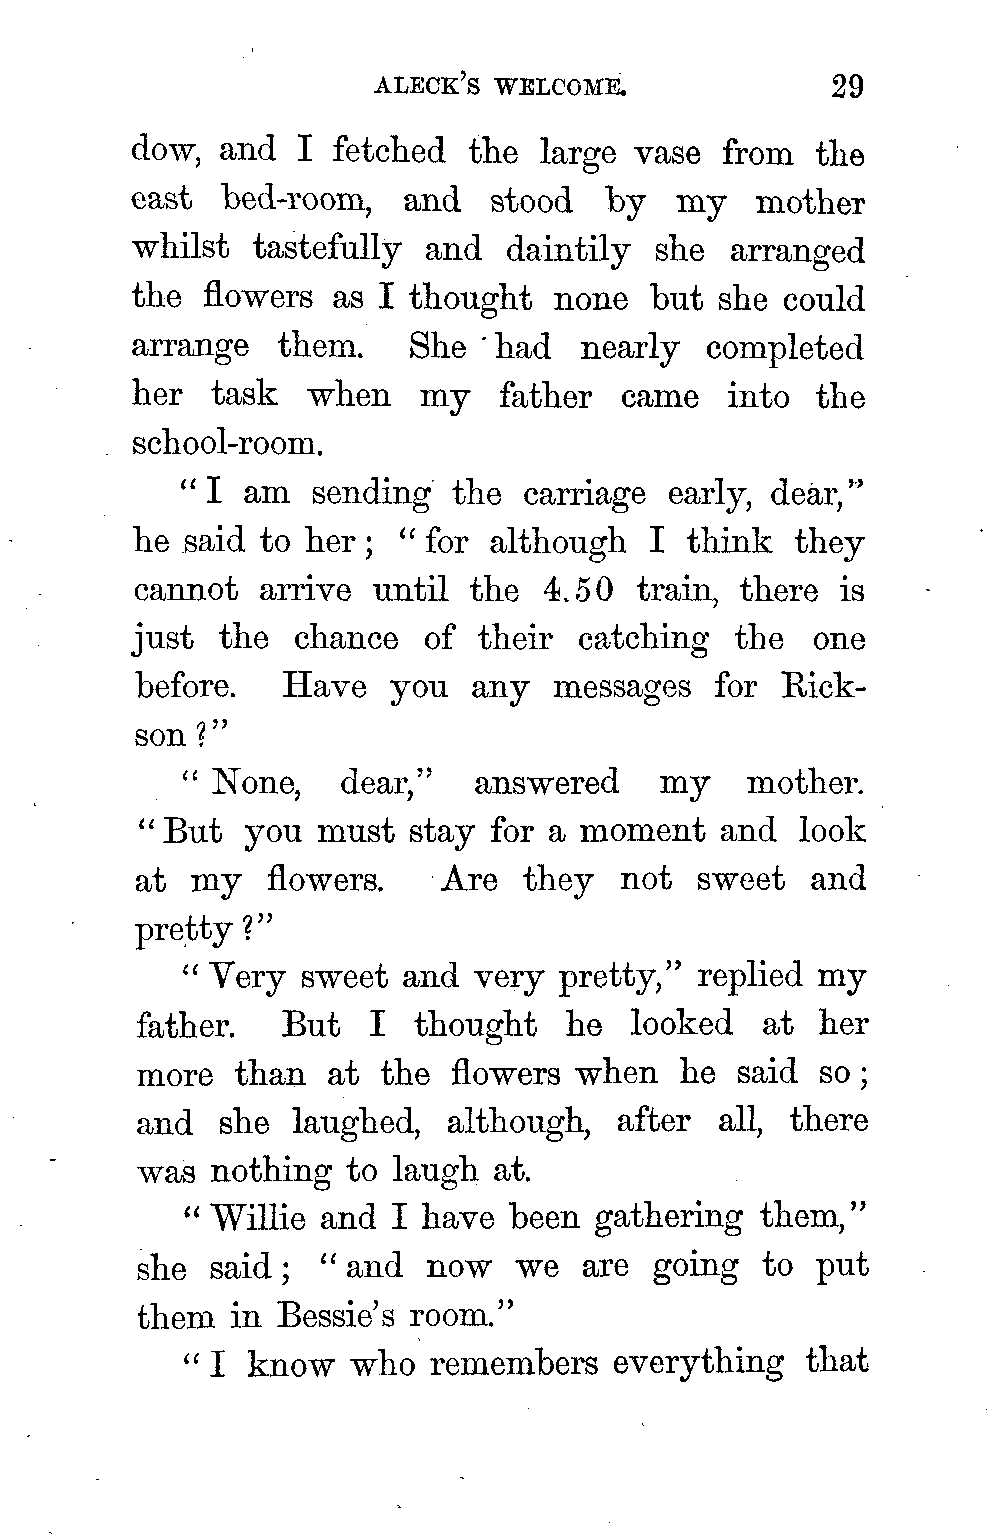 ALECK'S WELCOME. 29
dow, and I fetched the large vase from the
east bed-room, and stood by my mother
whilst tastefully and daintily she arranged
the flowers as I thought none but she could
arrange them. She had nearly completed
her task when my father came into the
school-room.
"I am sending the carriage early, dear,"
he said to her; "for although I think they
cannot arrive until the 4.50 train, there is
just the chance of their catching the one
before. Have you any messages for Rick-
son?"
"None, dear," answered my mother.
"But you must stay for a moment and look
at my flowers. Are they not sweet and
pretty?"
"Very sweet and very pretty," replied my
father. But I thought he looked at her
more than at the flowers when he said so;
and she laughed, although, after all, there
was nothing to laugh at.
"Willie and I have been gathering them,"
she said; "and now we are going to put
them in Bessie's room."
"I know who remembers everything that